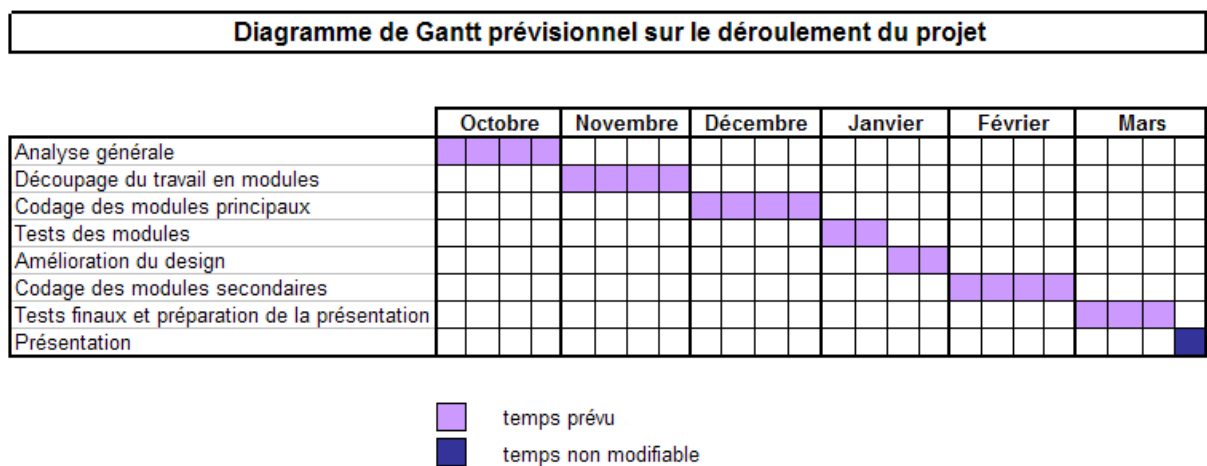 Diagramme de Gantt prévisionnel sur le déroulement du projet
Octobre Novembre Décembre Janvier Février Mars
Analyse générale
Découpage du travail en modules
Codage des modules principaux
Tests des modules
Amélioration du design
Codage des modules secondaires
Tests finaux et préparation de la présentation
Présentation
temps prévu
temps non modifiable